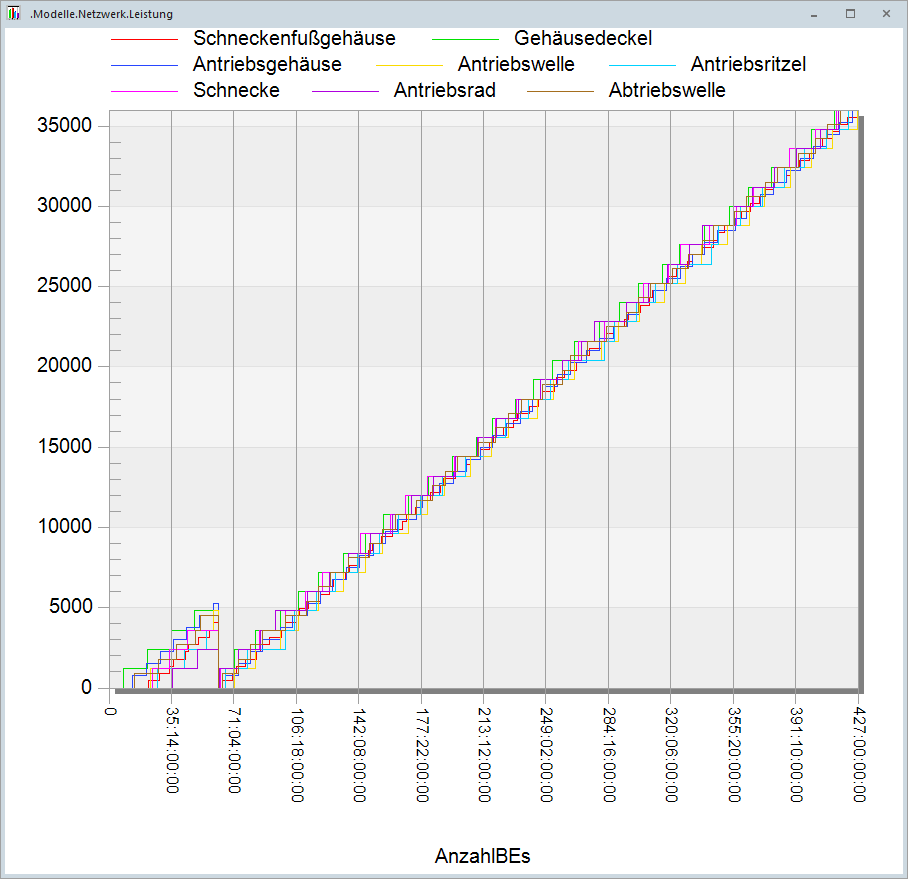 .Modelle.Netzwerk.Leistung
Schneckenfußgehäuse Gehäusedeckel
Antriebsgehäuse Antriebswelle Antriebsritzel
Schnecke Antriebsrad Abtriebswelle
35000
30000
25000
20000
15000
10000
5000
0
0 35:14:00:00 71:04:00:00 106:18:00:00 142:08:00:00 177:22:00:00 213:12:00:00 249:02:00:00 284:16:00:00 320:06:00:00 355:20:00:00 391:10:00:00 427:00:00:00
AnzahlBEs